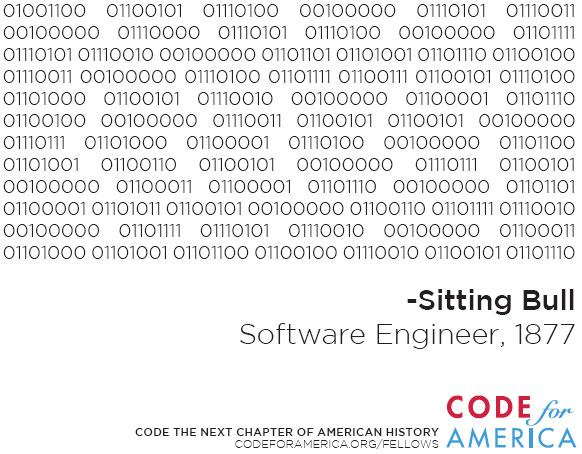 01001100 01100101 01110100 00100000 01110101 01110011
00100000 01110000 01110101 01110100 00100000 01101111
01110101 01110010 00100000 01101101 01101001 01101110 01100100
01110011 00100000 01110100 01101111 01100111 01100101 01110100
01101000 01100101 01110010 00100000 01100001 01101110
01100100 00100000 01110011 01100101 01100101 00100000
01110111 01101000 01100001 01110100 00100000 01101100
01101001 01100110 01100101 00100000 01110111 01100101
00100000 01100011 01100001 01101110 00100000 01101101
01100001 01101011 01100101 00100000 01100110 01101111 01110010
00100000 01101111 01110101 01110010 00100000 01100011
01101000 01101001 01101100 01100100 01110010 01100101 01101110
-Sitting Bull
Software Engineer, 1877
CODE THE NEXT CHAPTER OF AMERICAN HISTORY
CODEFORAMERICA.ORG/FELLOWS
CODE for
AMERICA